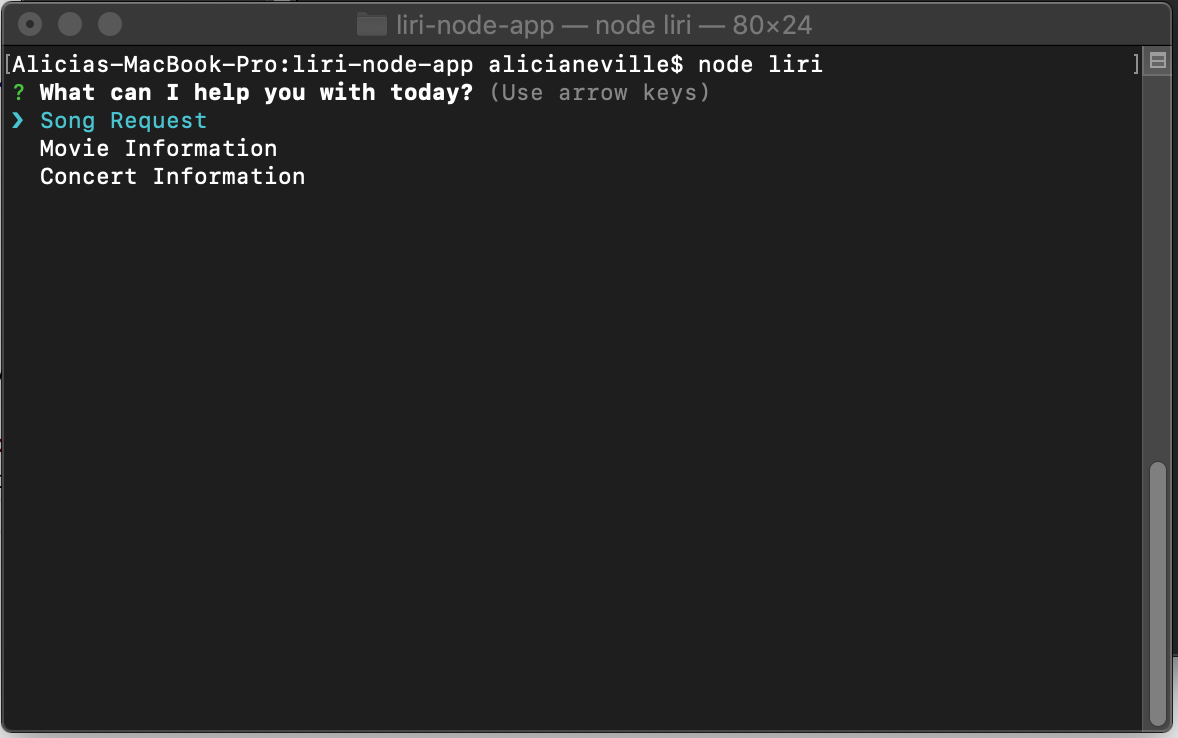 liri-node-app — node liri — 80×24
[Alicias-MacBook-Pro:liri-node-app alicianeville$ node liri ]
? What can I help you with today? (Use arrow keys)
❯ Song Request
Movie Information
Concert Information